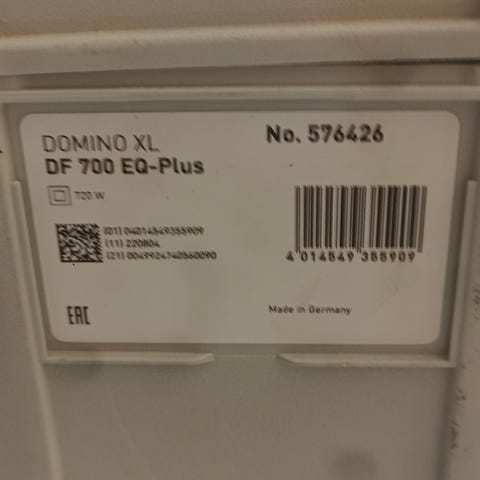 DOMINO XL
DF 700 EQ-Plus
No. 576426
720 W
(01) 04014549355909
(11) 220804
(21) 0049924740560090
4 014549 355909
EAC
Made in Germany